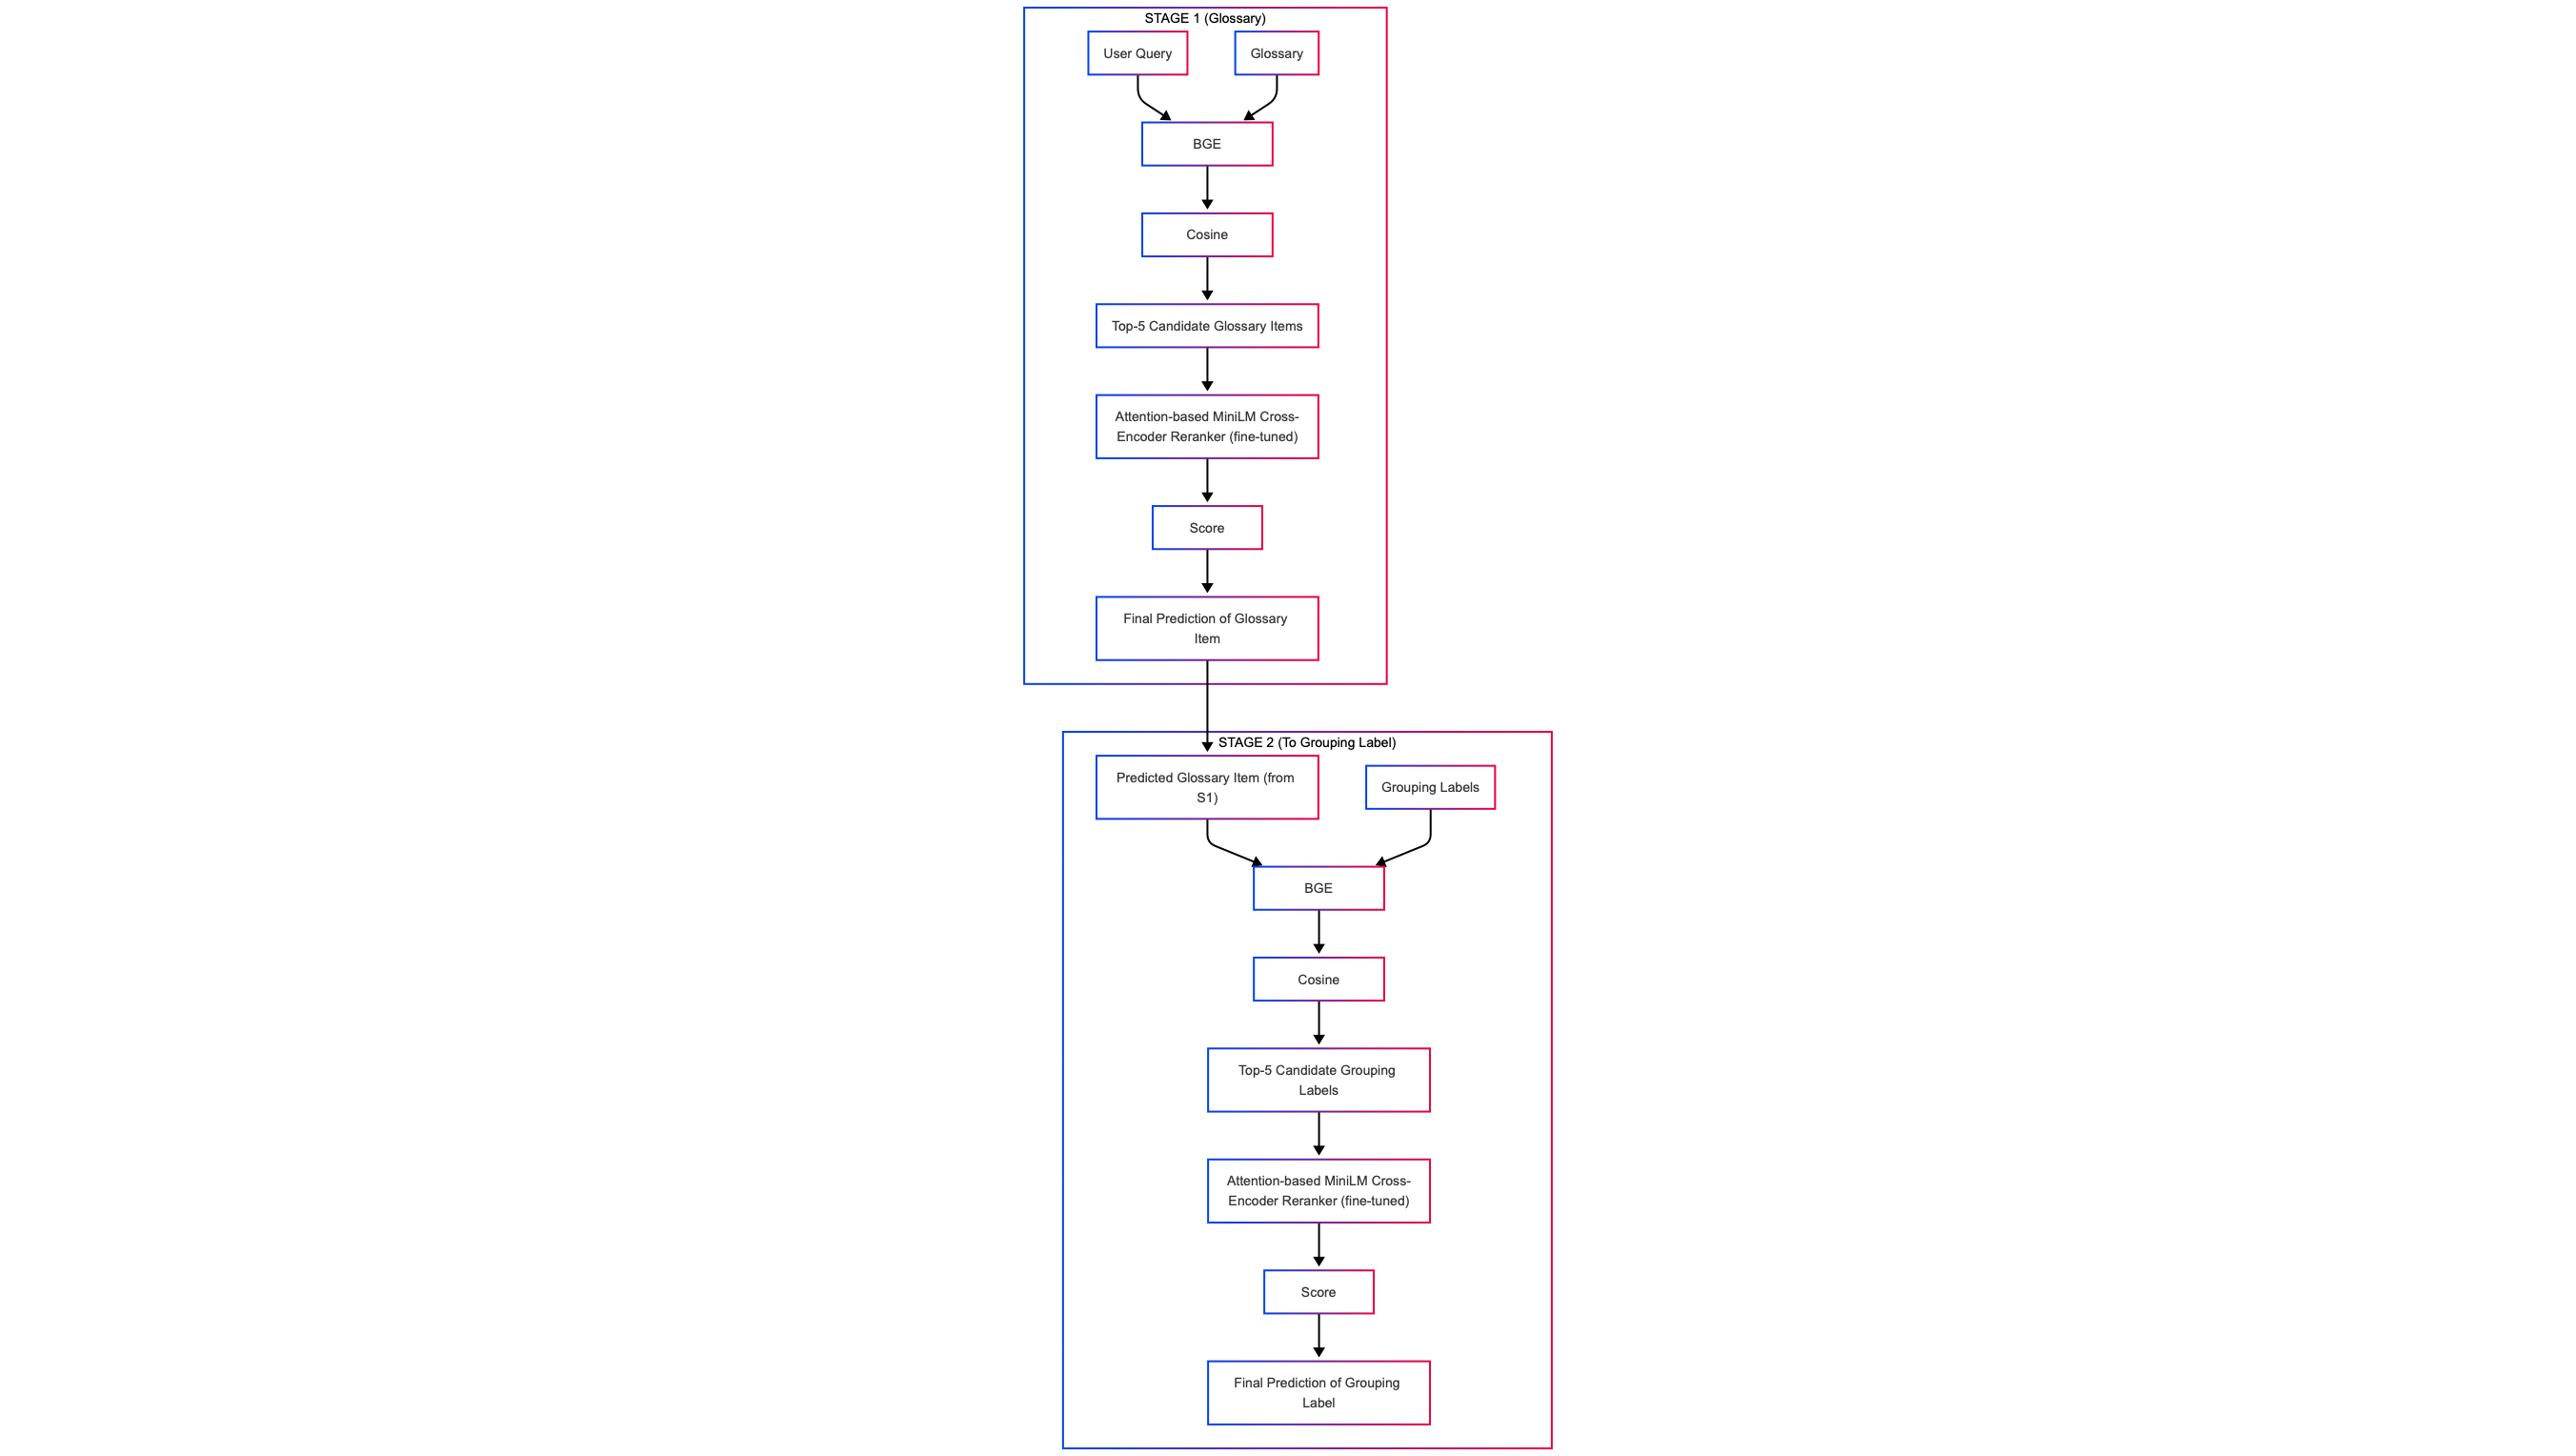 STAGE 1 (Glossary)
User Query
Glossary
BGE
Cosine
Top-5 Candidate Glossary Items
Attention-based MiniLM Cross-
Encoder Reranker (fine-tuned)
Score
Final Prediction of Glossary
Item
STAGE 2 (To Grouping Label)
Predicted Glossary Item (from
S1)
Grouping Labels
BGE
Cosine
Top-5 Candidate Grouping
Labels
Attention-based MiniLM Cross-
Encoder Reranker (fine-tuned)
Score
Final Prediction of Grouping
Label